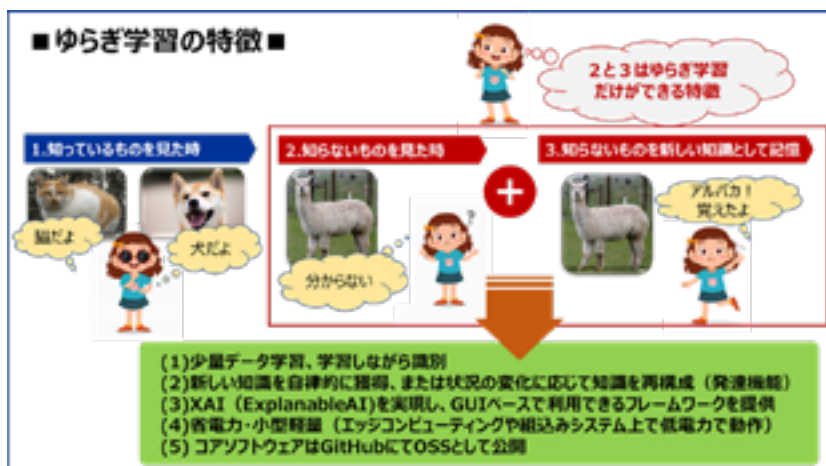 ■ゆらぎ学習の特徴■
2と3はゆらぎ学習
だけができる特徴
1.知っているものを見た時
2.知らないものを見た時
3.知らないものを新しい知識として記憶
猫だよ
犬だよ
分からない
?
アルパカ!
覚えたよ
(1)少量データ学習、学習しながら識別
(2)新しい知識を自律的に獲得、または状況の変化に応じて知識を再構成(発達機能)
(3)XAI(ExplanableAI)を実現し、GUIベースで利用できるフレームワークを提供
(4)省電力・小型軽量(エッジコンピューティングや組込みシステム上で低電力で動作)
(5) コアソフトウェアはGitHubにてOSSとして公開